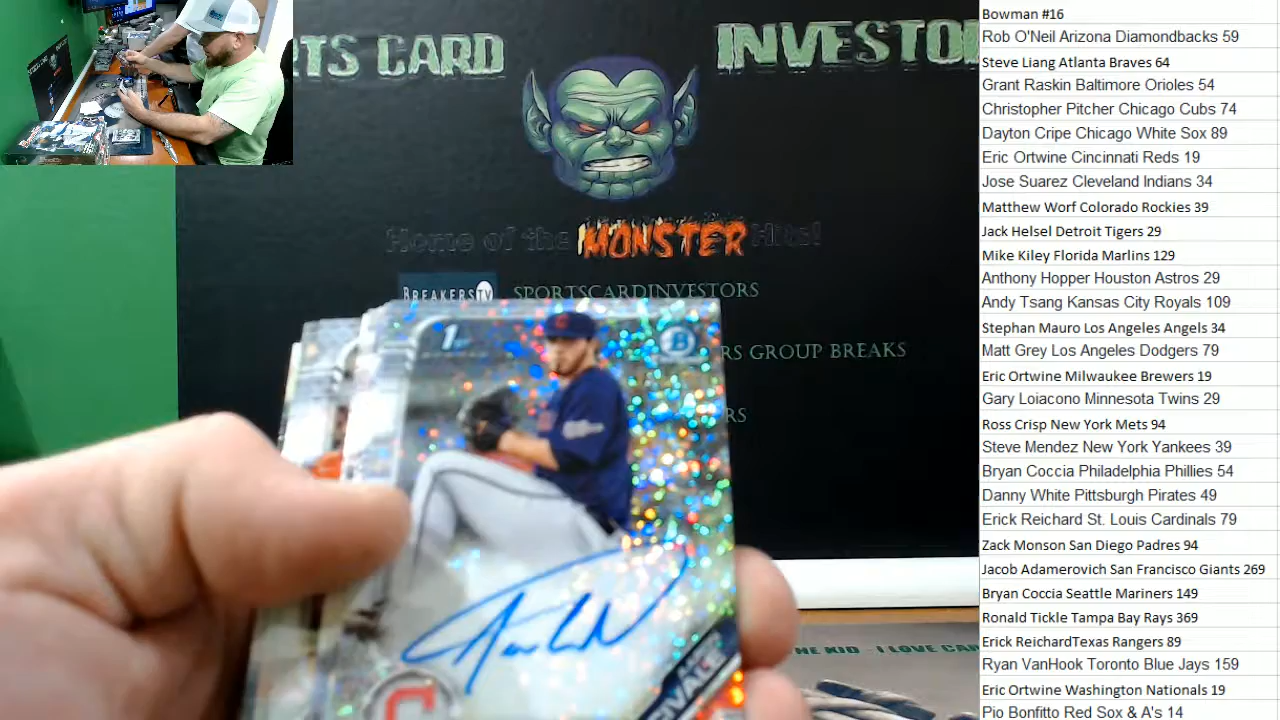 RTS CARD
INVESTO
Home of the MONSTER Hits!
BREAKERSTV SPORTSCARDINVESTORS
RS GROUP BREAKS
RS
1st
B
C
THE KID - I LOVE CAR
Bowman #16
Rob O'Neil Arizona Diamondbacks 59
Steve Liang Atlanta Braves 64
Grant Raskin Baltimore Orioles 54
Christopher Pitcher Chicago Cubs 74
Dayton Cripe Chicago White Sox 89
Eric Ortwine Cincinnati Reds 19
Jose Suarez Cleveland Indians 34
Matthew Worf Colorado Rockies 39
Jack Helsel Detroit Tigers 29
Mike Kiley Florida Marlins 129
Anthony Hopper Houston Astros 29
Andy Tsang Kansas City Royals 109
Stephan Mauro Los Angeles Angels 34
Matt Grey Los Angeles Dodgers 79
Eric Ortwine Milwaukee Brewers 19
Gary Loiacono Minnesota Twins 29
Ross Crisp New York Mets 94
Steve Mendez New York Yankees 39
Bryan Coccia Philadelphia Phillies 54
Danny White Pittsburgh Pirates 49
Erick Reichard St. Louis Cardinals 79
Zack Monson San Diego Padres 94
Jacob Adamerovich San Francisco Giants 269
Bryan Coccia Seattle Mariners 149
Ronald Tickle Tampa Bay Rays 369
Erick ReichardTexas Rangers 89
Ryan VanHook Toronto Blue Jays 159
Eric Ortwine Washington Nationals 19
Pio Bonfitto Red Sox & A's 14